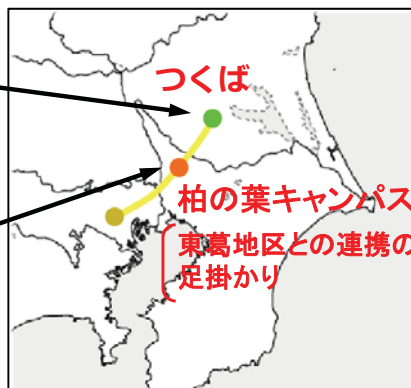 つくば
柏の葉キャンパス
東葛地区との連携の
足掛かり